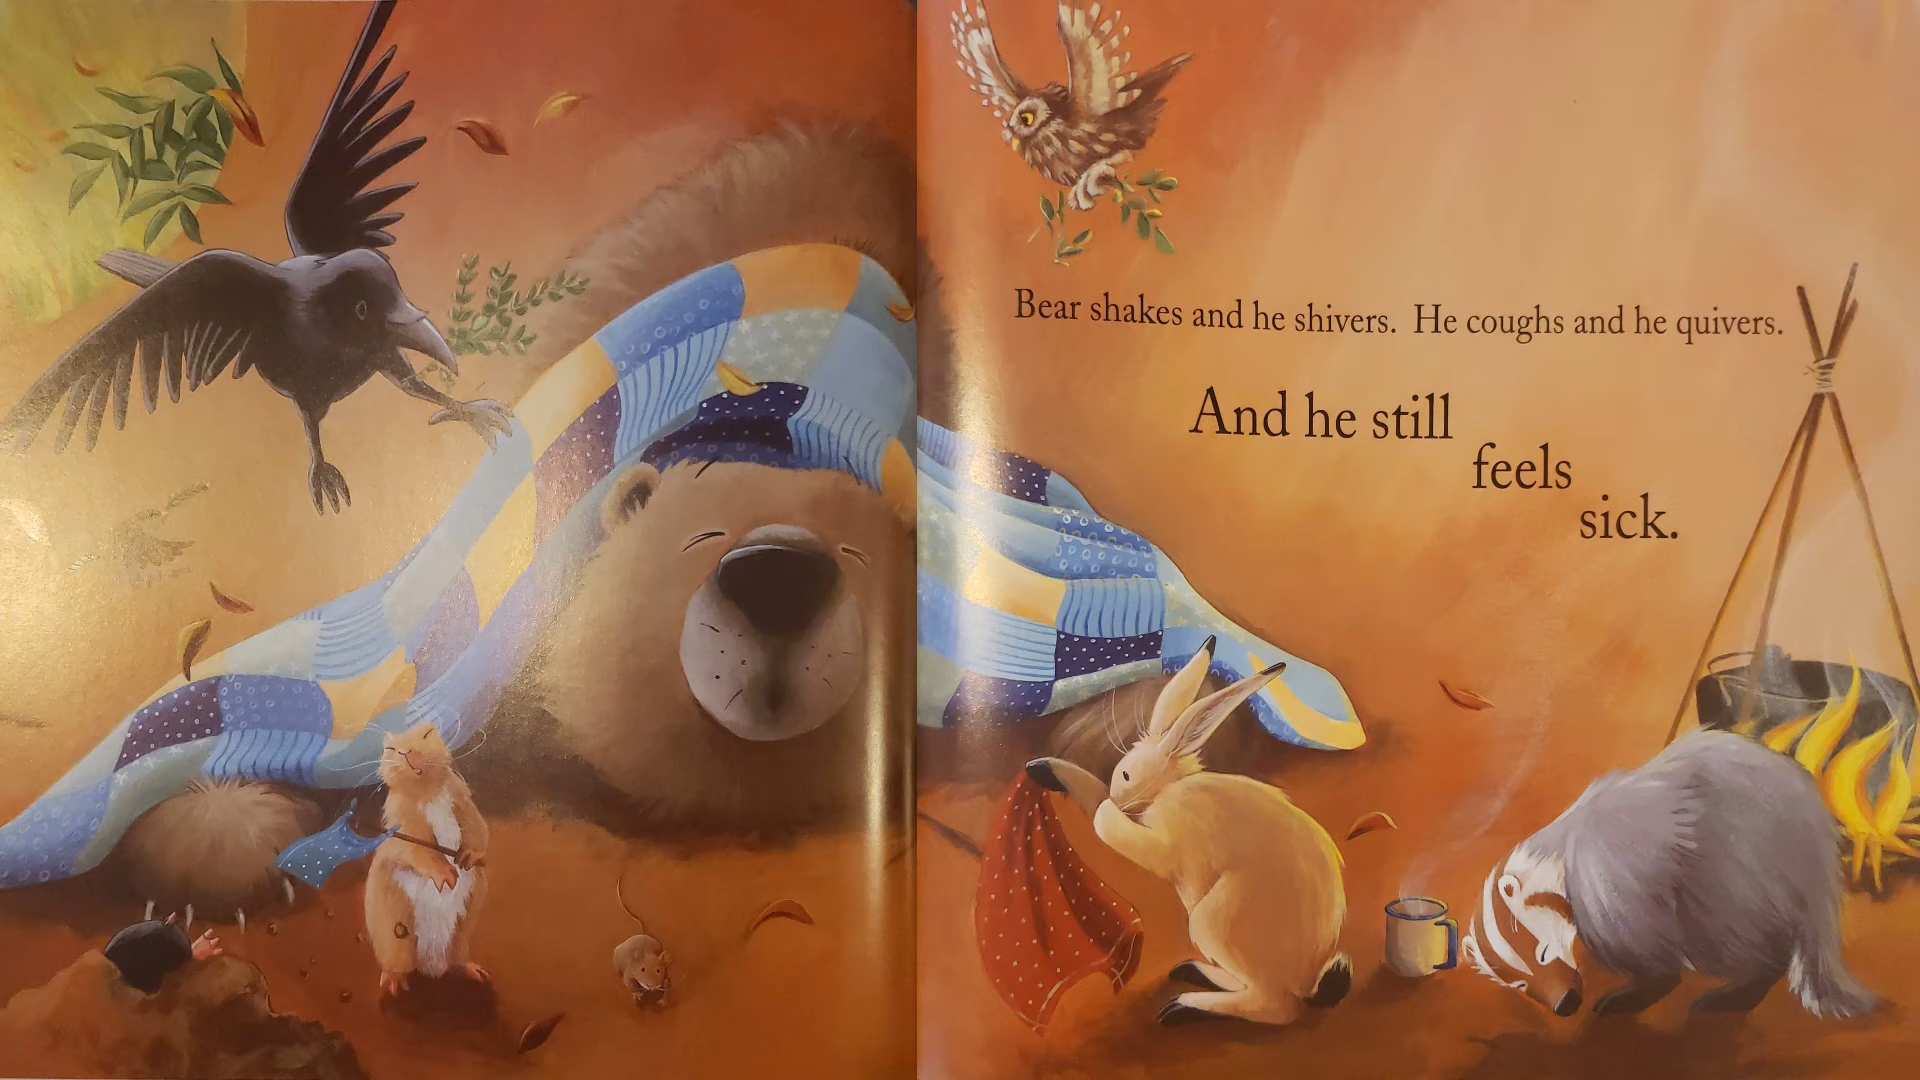 Bear shakes and he shivers. He coughs and he quivers.
And he still
feels
sick.